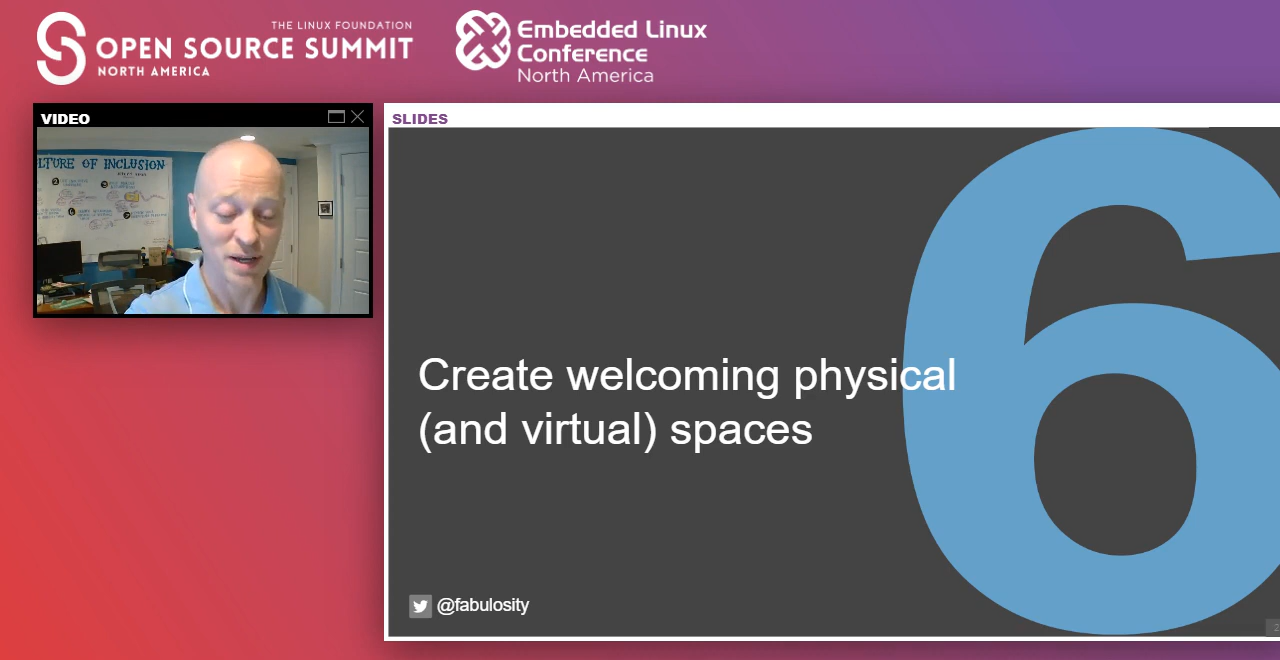 THE LINUX FOUNDATION
OPEN SOURCE SUMMIT
NORTH AMERICA
Embedded Linux
Conference
North America
VIDEO
LTURE OF INCLUSION
SLIDES
6
Create welcoming physical
(and virtual) spaces
@fabulosity